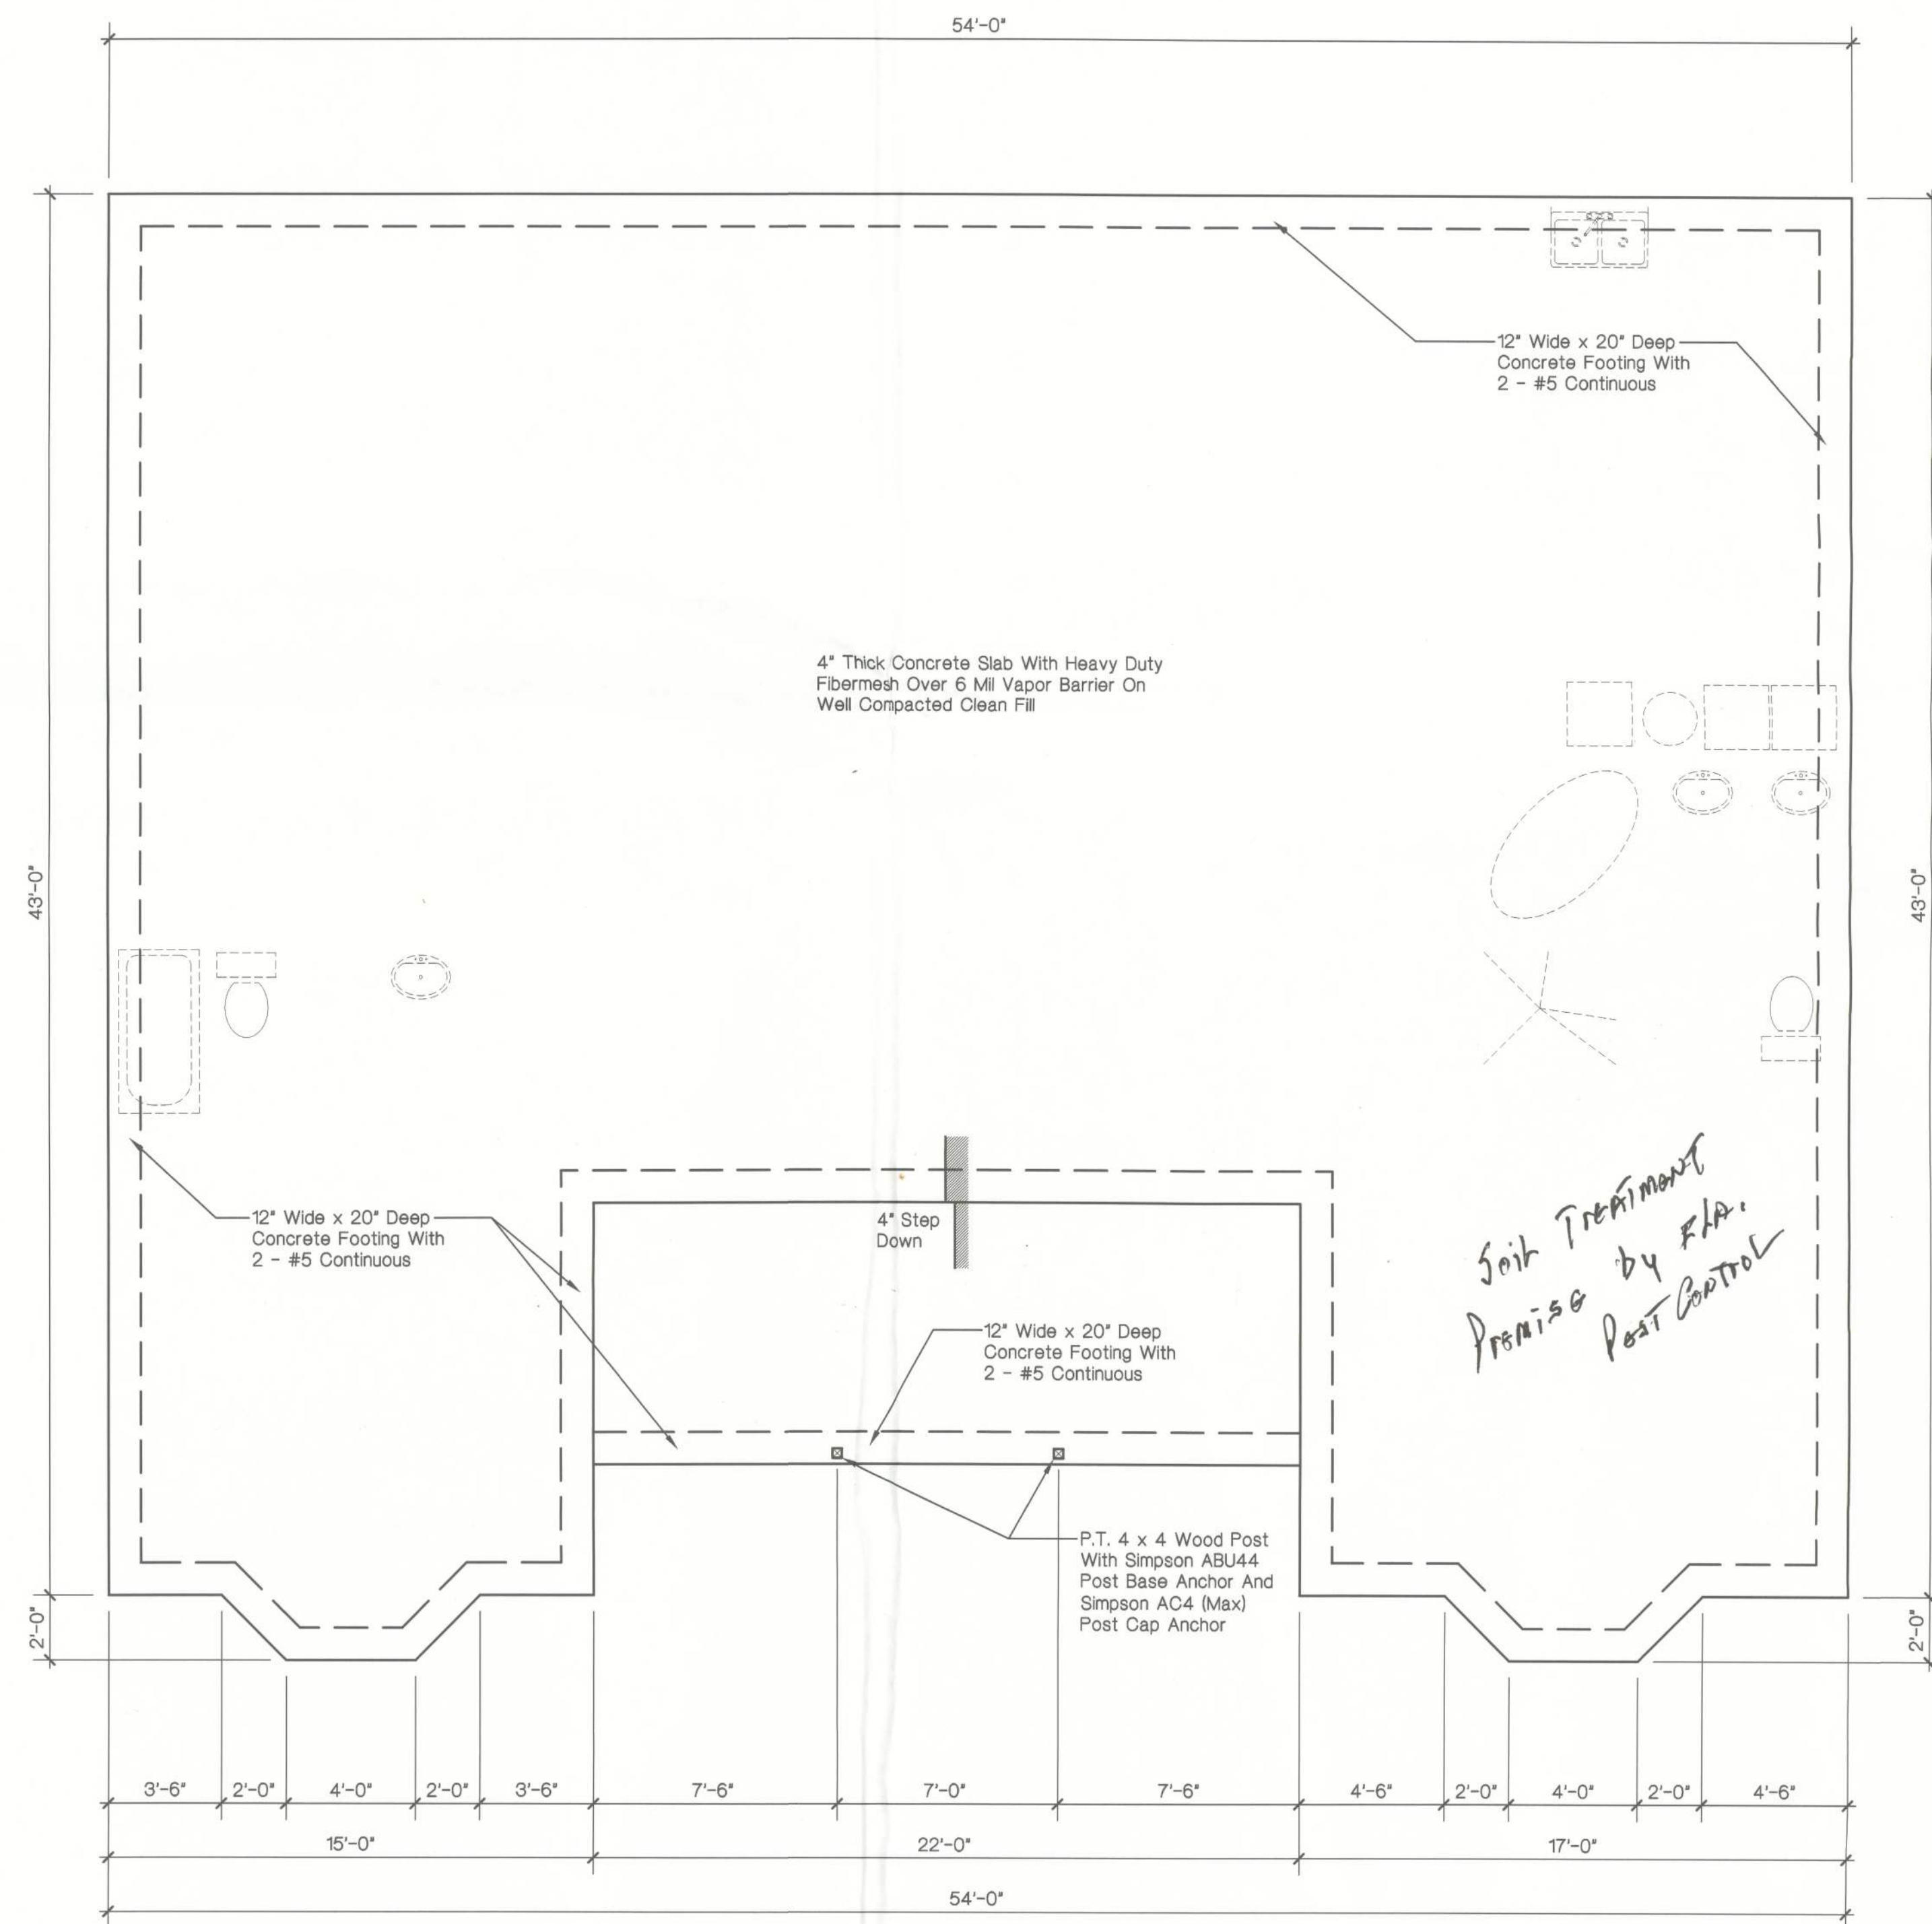 54'-0"
12" Wide x 20" Deep
Concrete Footing With
2 - #5 Continuous
4" Thick Concrete Slab With Heavy Duty
Fibermesh Over 6 Mil Vapor Barrier On
Well Compacted Clean Fill
43'-0"
43'-0"
12" Wide x 20" Deep
Concrete Footing With
2 - #5 Continuous
4" Step
Down
Soil Treatment
Premise by Fla.
Pest Control
12" Wide x 20" Deep
Concrete Footing With
2 - #5 Continuous
P.T. 4 x 4 Wood Post
With Simpson ABU44
Post Base Anchor And
Simpson AC4 (Max)
Post Cap Anchor
2'-0"
2'-0"
3'-6" 2'-0" 4'-0" 2'-0" 3'-6" 7'-6" 7'-0" 7'-6" 4'-6" 2'-0" 4'-0" 2'-0" 4'-6"
15'-0" 22'-0" 17'-0"
54'-0"